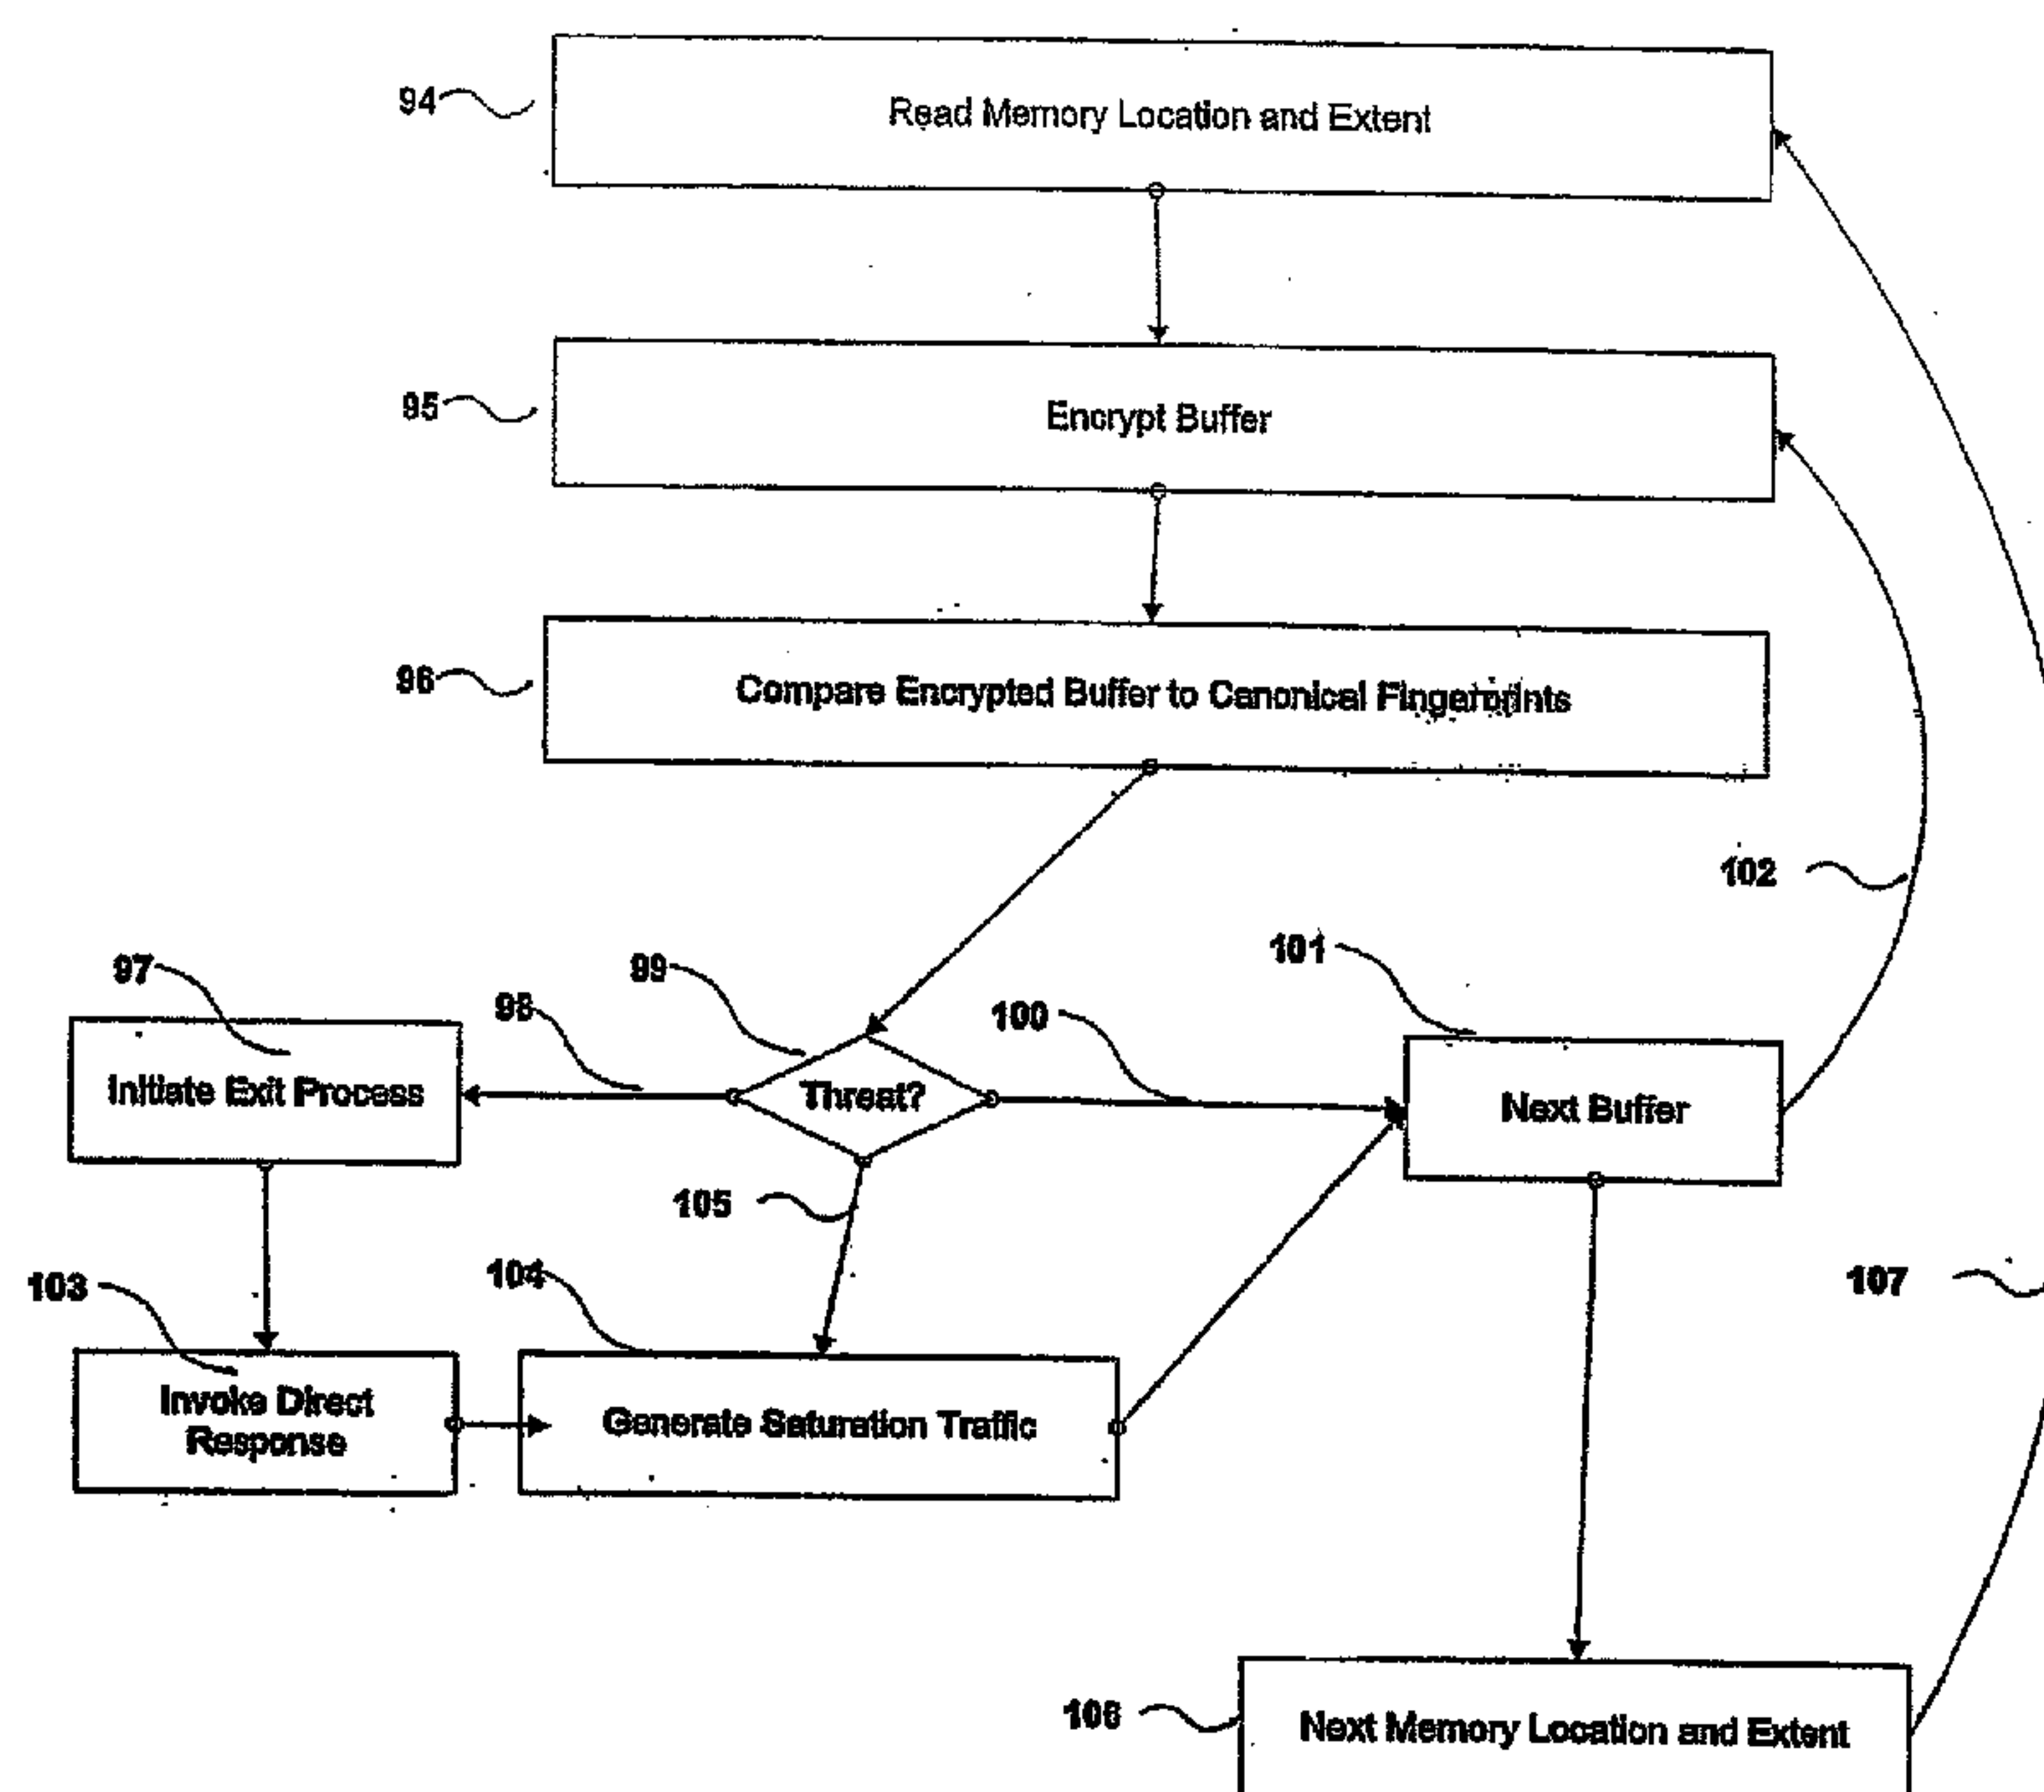 94
Read Memory Location and Extent
95
Encrypt Buffer
96
Compare Encrypted Buffer to Canonical Fingerprints
102
101
97
99
98
100
Initiate Exit Process
Threat?
Next Buffer
105
103
104
107
Invoke Direct
Response
Generate Saturation Traffic
106
Next Memory Location and Extent